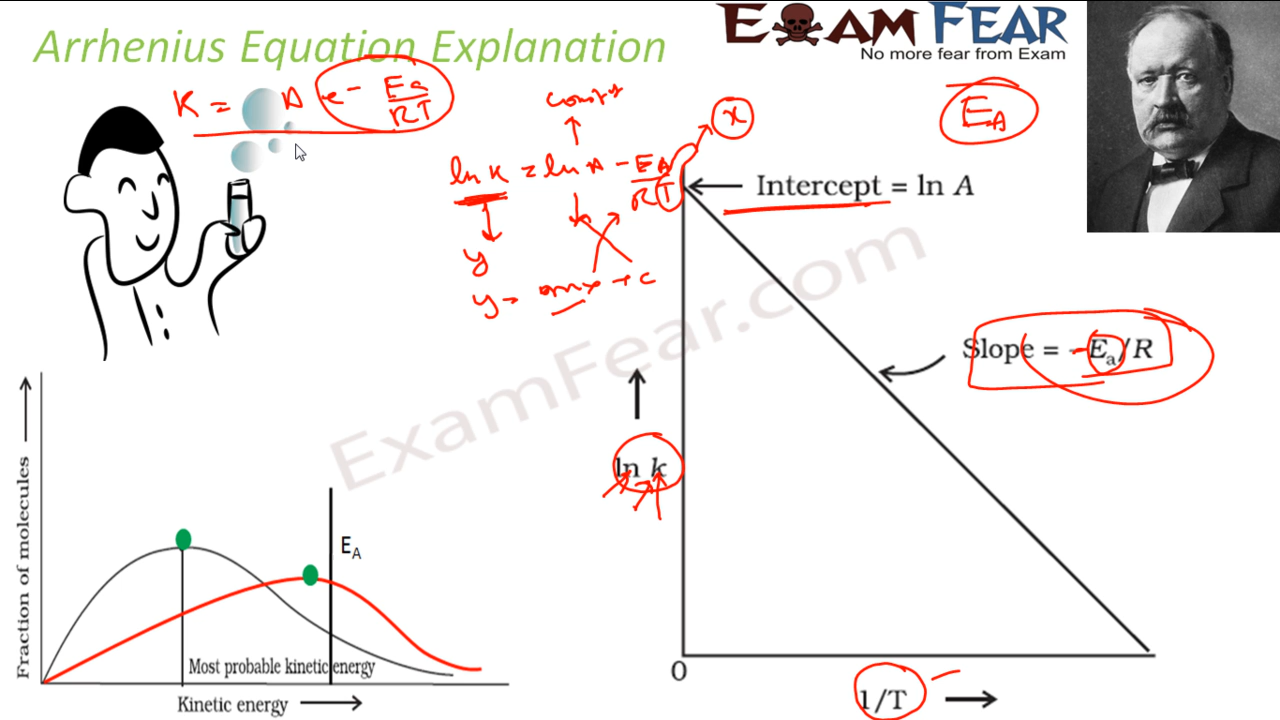 Arrhenius Equation Explanation
EXAM FEAR
No more fear from Exam
K = A e- Ea/RT
const
ln K = ln A - EA/RT
x
EA
y
y = mx + c
Intercept = ln A
Slope = -Ea/R
ln k
0
1/T
ExamFear.com
Fraction of molecules
EA
Most probable kinetic energy
Kinetic energy